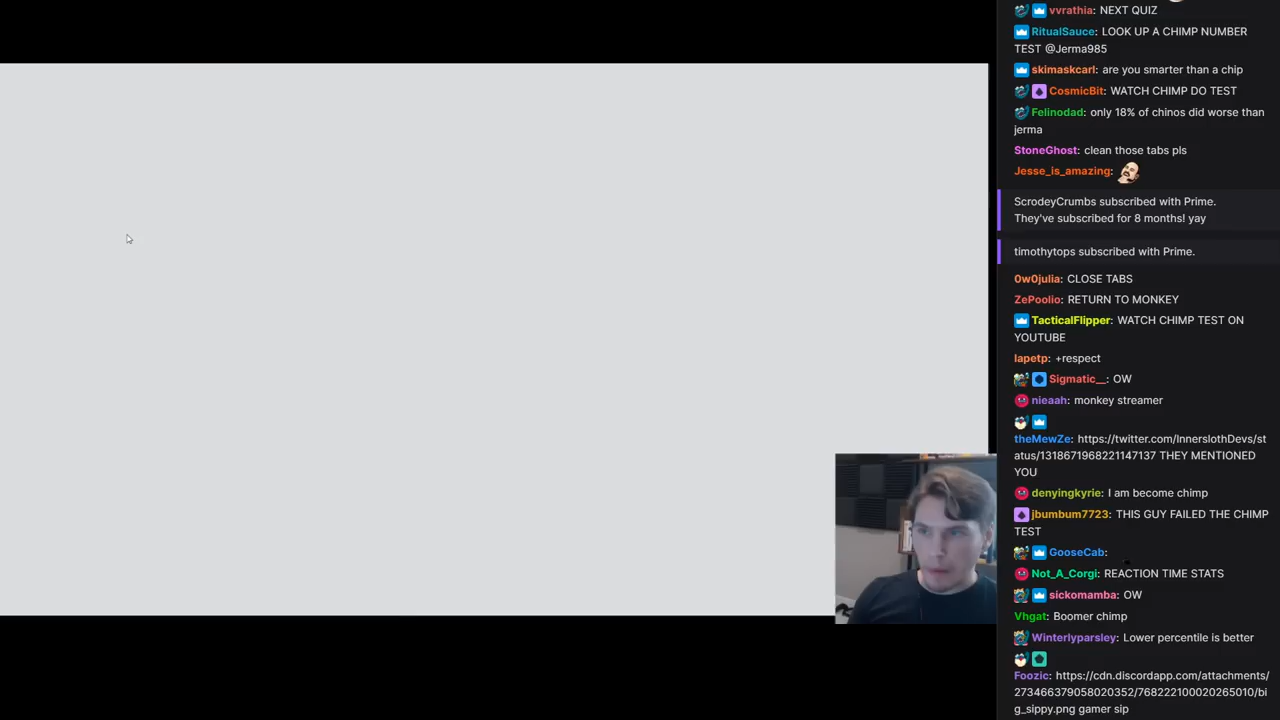 vvrathia: NEXT QUIZ
RitualSauce: LOOK UP A CHIMP NUMBER
TEST @Jerma985
skimaskcarl: are you smarter than a chip
CosmicBit: WATCH CHIMP DO TEST
Felinodad: only 18% of chinos did worse than
jerma
StoneGhost: clean those tabs pls
Jesse_is_amazing:
ScrodeyCrumbs subscribed with Prime.
They've subscribed for 8 months! yay
timothytops subscribed with Prime.
0w0julia: CLOSE TABS
ZePoolio: RETURN TO MONKEY
TacticalFlipper: WATCH CHIMP TEST ON
YOUTUBE
lapetp: +respect
Sigmatic__: OW
nieaah: monkey streamer
theMewZe: https://twitter.com/InnerslothDevs/st
atus/1318671968221147137 THEY MENTIONED
YOU
denyingkyrie: I am become chimp
jbumbum7723: THIS GUY FAILED THE CHIMP
TEST
GooseCab:
Not_A_Corgi: REACTION TIME STATS
sickomamba: OW
Vhgat: Boomer chimp
Winterlyparsley: Lower percentile is better
Foozic: https://cdn.discordapp.com/attachments/
273466379058020352/768222100020265010/bi
g_sippy.png gamer sip